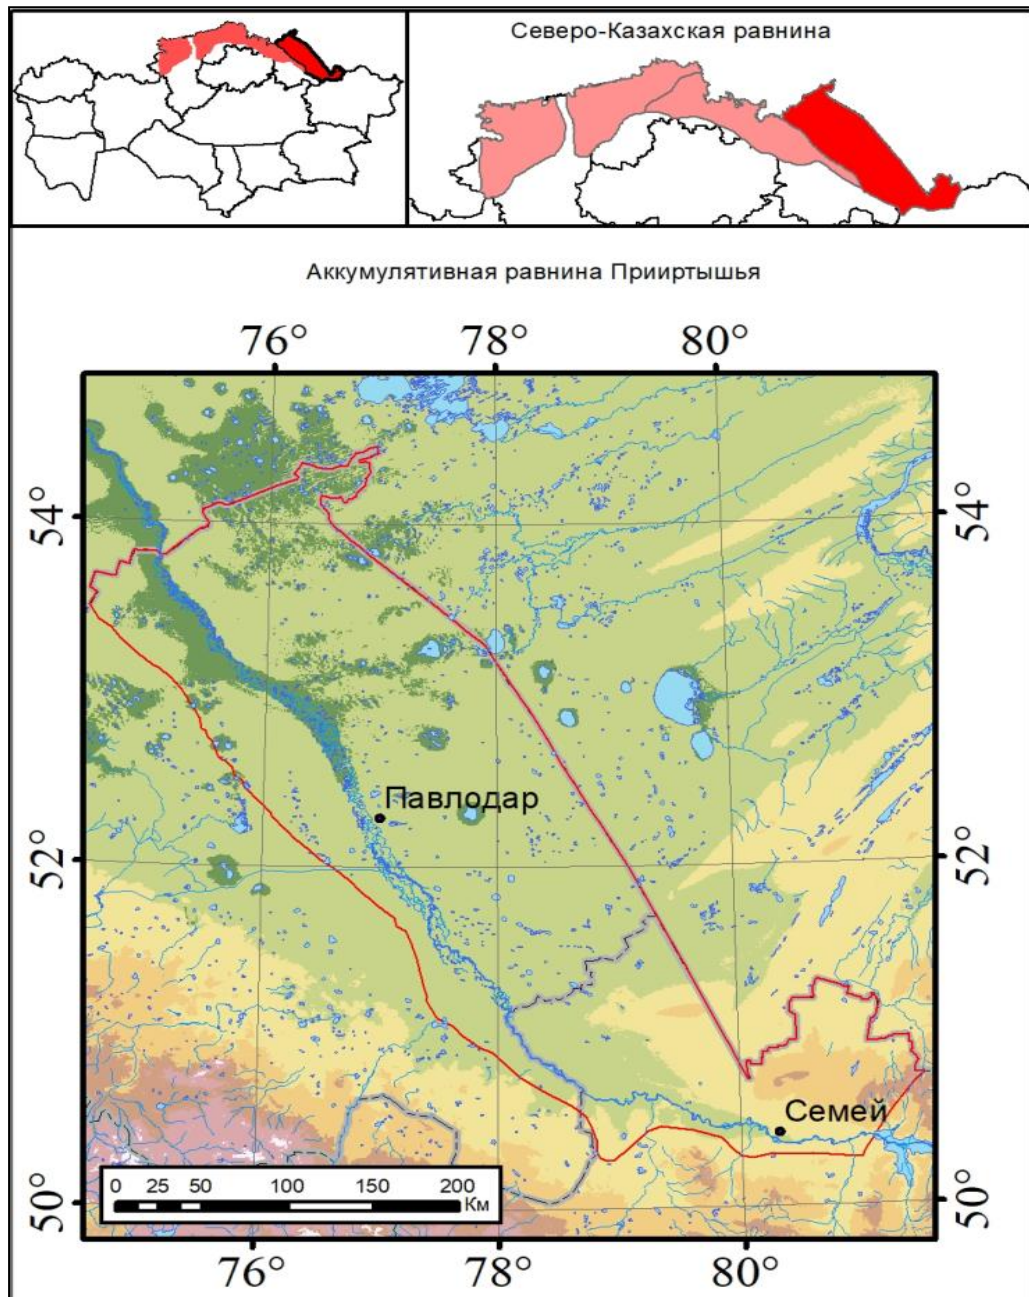 Северо-Казахская равнина
Аккумулятивная равнина Прииртышья
76° 78° 80°
54° 54°
Павлодар
52° 52°
Семей
0 25 50 100 150 200
Км
50° 50°
76° 78° 80°